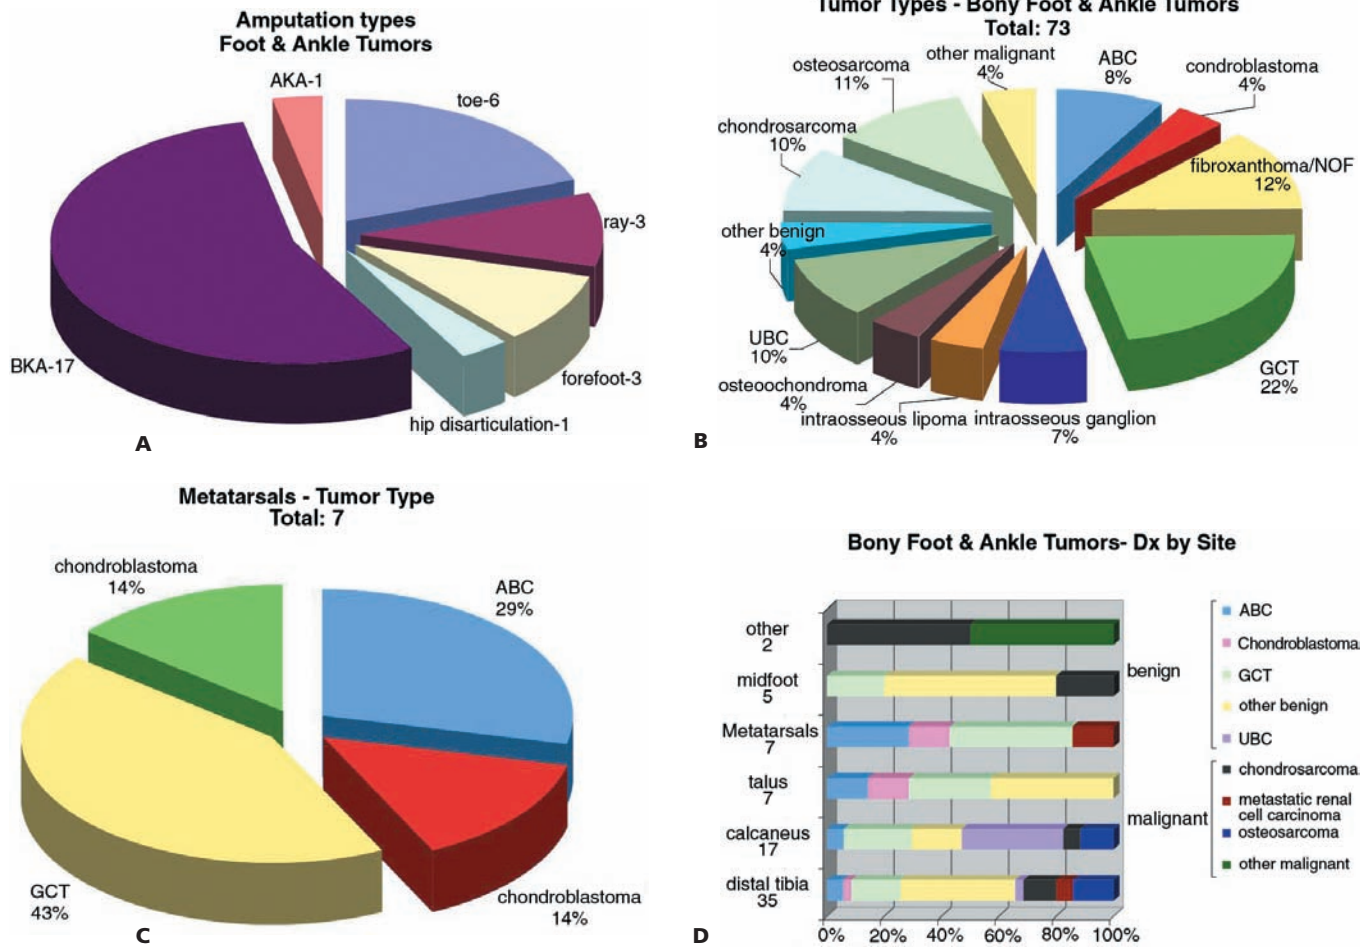 Amputation types
Foot & Ankle Tumors
AKA-1
toe-6
ray-3
forefoot-3
hip disarticulation-1
BKA-17
A
Tumor Types - Bony Foot & Ankle Tumors
Total: 73
other malignant
4%
ABC
8%
condroblastoma
4%
fibroxanthoma/NOF
12%
GCT
22%
intraosseous ganglion
7%
intraosseous lipoma
4%
osteoochondroma
4%
UBC
10%
other benign
4%
chondrosarcoma
10%
osteosarcoma
11%
B
Metatarsals - Tumor Type
Total: 7
chondroblastoma
14%
ABC
29%
chondroblastoma
14%
GCT
43%
C
Bony Foot & Ankle Tumors- Dx by Site
other
2
midfoot
5
Metatarsals
7
talus
7
calcaneus
17
distal tibia
35
0% 20% 40% 60% 80% 100%
benign
malignant
ABC
Chondroblastoma
GCT
other benign
UBC
chondrosarcoma
metastatic renal
cell carcinoma
osteosarcoma
other malignant
D